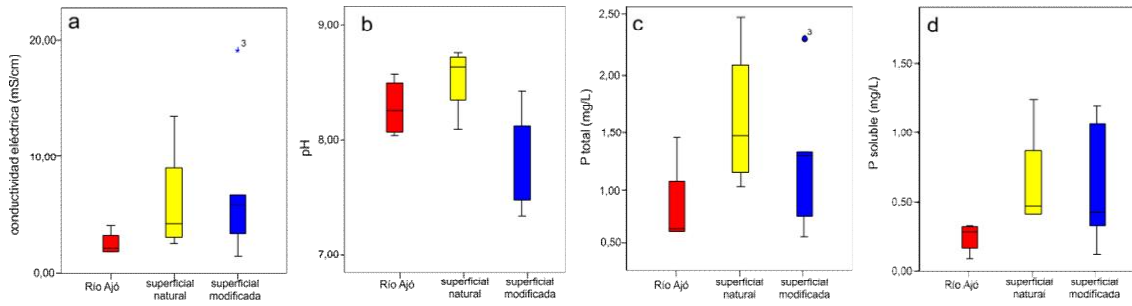 a
conductividad eléctrica (mS/cm)
20,00
10,00
0,00
3
Río Ajó
superficial natural
superficial modificada
b
pH
9,00
8,00
7,00
Río Ajó
superficial natural
superficial modificada
c
P total (mg/L)
2,50
2,00
1,50
1,00
0,50
3
Río Ajó
superficial natural
superficial modificada
d
P soluble (mg/L)
1,50
1,00
0,50
0,00
Río Ajó
superficial natural
superficial modificada